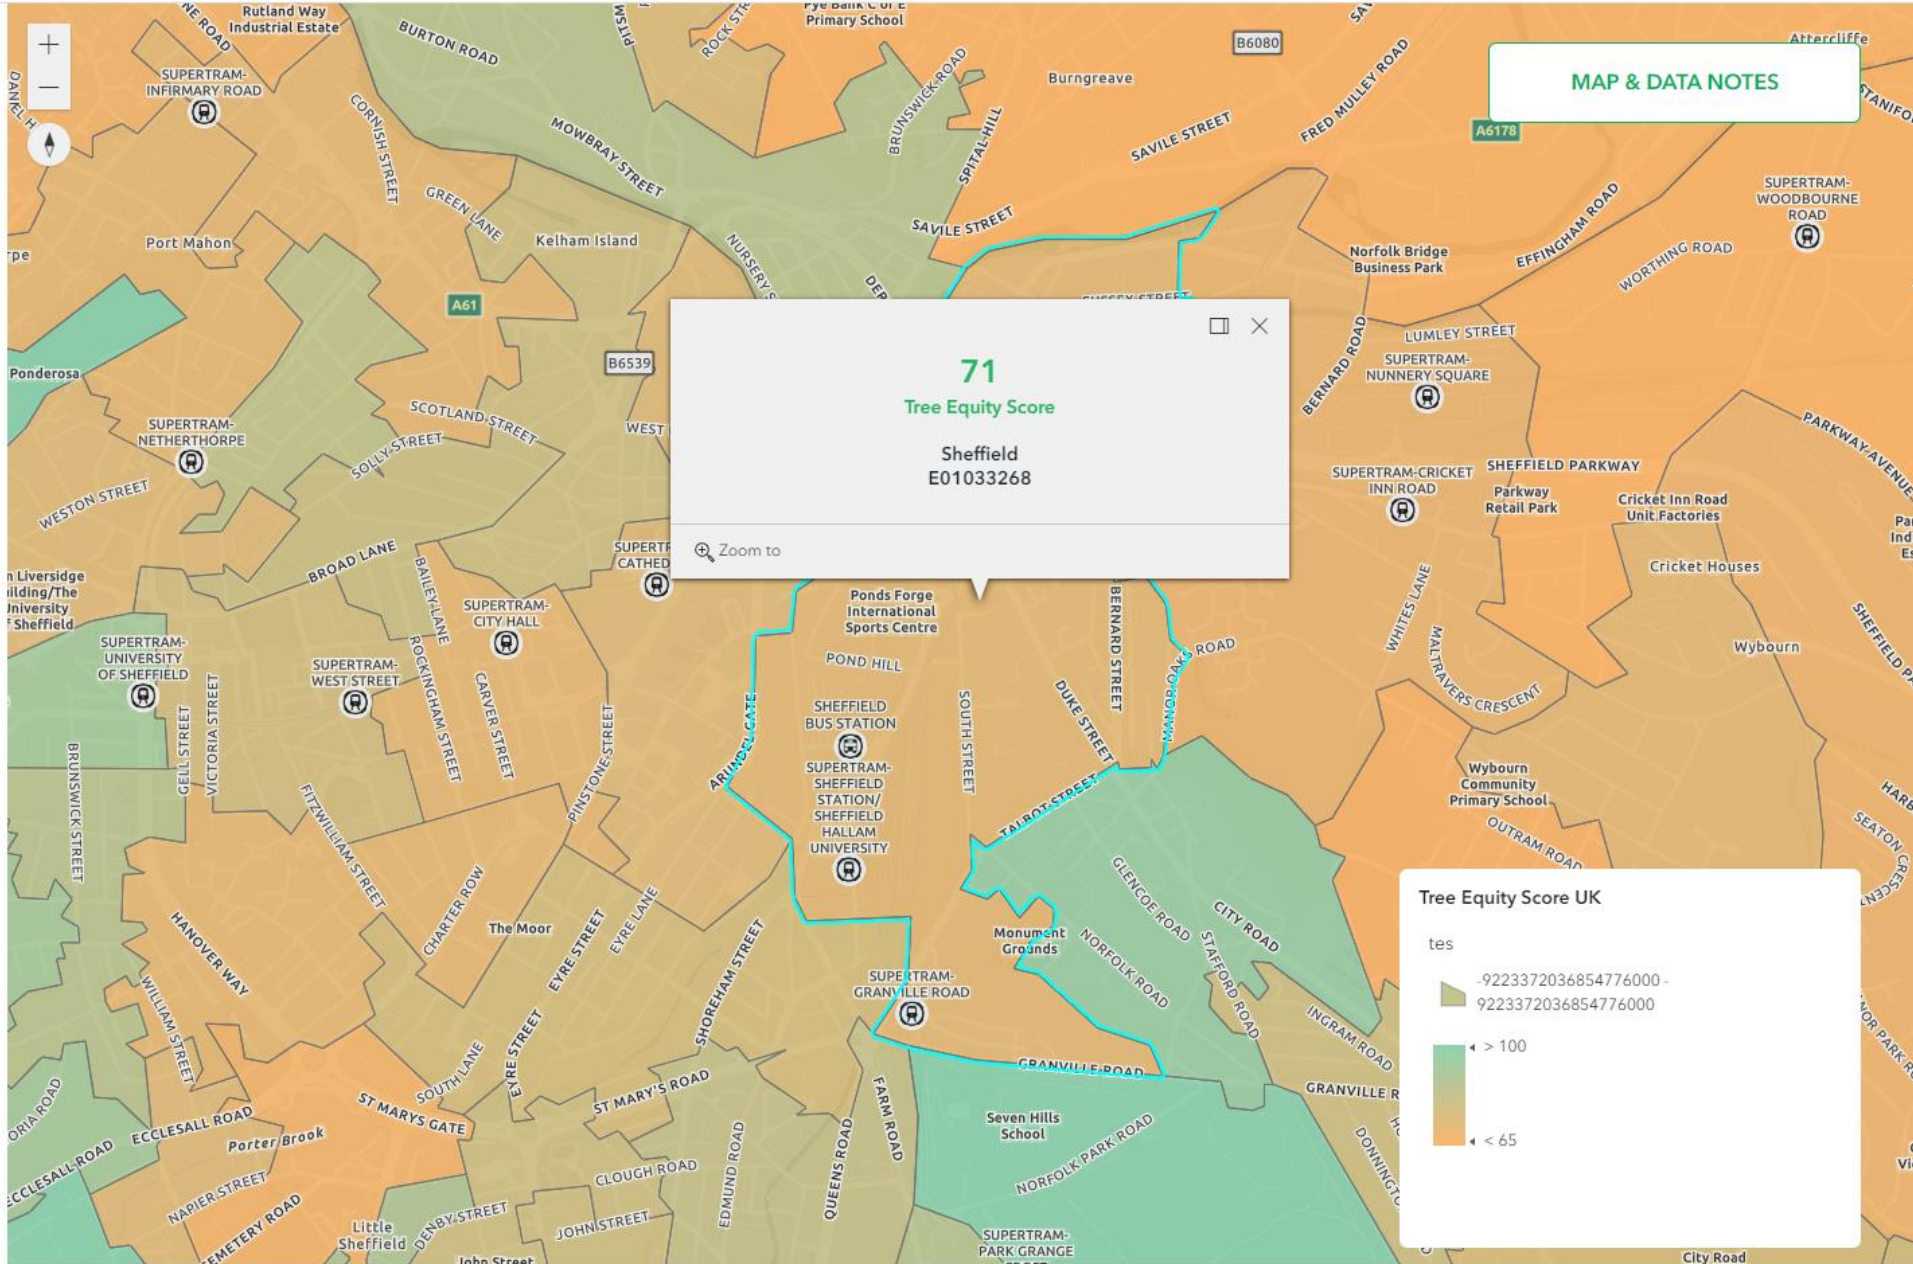 Rutland Way
Industrial Estate
BURTON ROAD
Pye Bank C of E
Primary School
B6080
Attercliffe
MAP & DATA NOTES
SUPERTRAM-
INFIRMARY ROAD
CORNISH STREET
MOWBRAY STREET
BRUNSWICK ROAD
Burngreave
FRED MULLEY ROAD
A6178
SPITAL HILL
SAVILE STREET
GREEN LANE
Port Mahon
Kelham Island
SAVILE STREET
SUPERTRAM-
WOODBOURNE
ROAD
EFFINGHAM ROAD
WORTHING ROAD
Norfolk Bridge
Business Park
A61
SUSSEX STREET
BERNARD ROAD
LUMLEY STREET
Ponderosa
B6539
SUPERTRAM-
NUNNERY SQUARE
71
Tree Equity Score
Sheffield
E01033268
Zoom to
SCOTLAND STREET
SOLLY STREET
SUPERTRAM-
NETHERTHORPE
WESTON STREET
WEST
PARKWAY AVENUE
SUPERTRAM-CRICKET
INN ROAD
SHEFFIELD PARKWAY
Parkway
Retail Park
Cricket Inn Road
Unit Factories
Cricket Houses
BROAD LANE
BAILEY LANE
SUPERTRAM-
CITY HALL
Ponds Forge
International
Sports Centre
POND HILL
BERNARD STREET
MANOR OAKS ROAD
WHITES LANE
MALTRAVERS CRESCENT
Wybourn
SUPERTRAM-
UNIVERSITY
OF SHEFFIELD
SUPERTRAM-
WEST STREET
ROCKINGHAM STREET
CARVER STREET
GELL STREET
VICTORIA STREET
BRUNSWICK STREET
PINSTONE STREET
ARUNDEL GATE
SHEFFIELD
BUS STATION
SUPERTRAM-
SHEFFIELD
STATION/
SHEFFIELD
HALLAM
UNIVERSITY
SOUTH STREET
DUKE STREET
TALBOT STREET
Wybourn
Community
Primary School
OUTRAM ROAD
FITZWILLIAM STREET
CHARTER ROW
HANOVER WAY
The Moor
EYRE STREET
EYRE LANE
SHOREHAM STREET
GLENCOE ROAD
CITY ROAD
Monument
Grounds
NORFOLK ROAD
STAFFORD ROAD
SEATON CRESCENT
SUPERTRAM-
GRANVILLE ROAD
WILLIAM STREET
EYRE STREET
SOUTH LANE
INGRAM ROAD
GRANVILLE ROAD
GRANVILLE R
Tree Equity Score UK
tes
-9223372036854776000 -
9223372036854776000
> 100
< 65
ST MARYS GATE
ST MARY'S ROAD
ECCLESALL ROAD
Porter Brook
ECCLESALL ROAD
NAPIER STREET
FARM ROAD
QUEENS ROAD
EDMUND ROAD
CLOUGH ROAD
Seven Hills
School
NORFOLK PARK ROAD
Little
Sheffield
DENBY STREET
JOHN STREET
John Street
SUPERTRAM-
PARK GRANGE
City Road